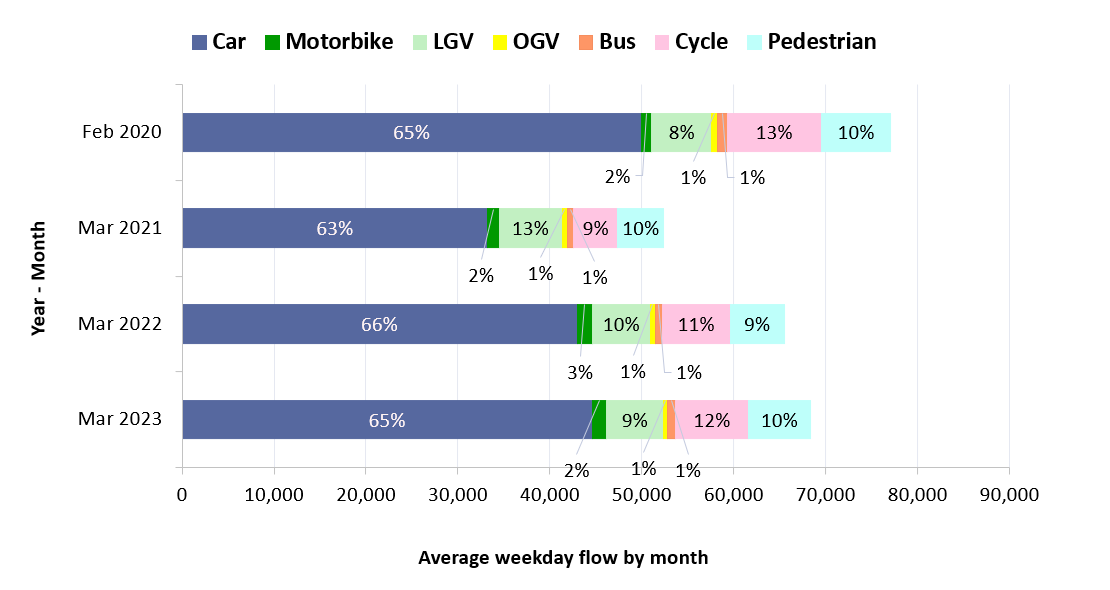 Car Motorbike LGV OGV Bus Cycle Pedestrian
Feb 2020
65% 8% 13% 10%
2% 1% 1%
Mar 2021
63% 13% 9% 10%
2% 1% 1%
Mar 2022
66% 10% 11% 9%
3% 1% 1%
Mar 2023
65% 9% 12% 10%
2% 1% 1%
Year - Month
0 10,000 20,000 30,000 40,000 50,000 60,000 70,000 80,000 90,000
Average weekday flow by month